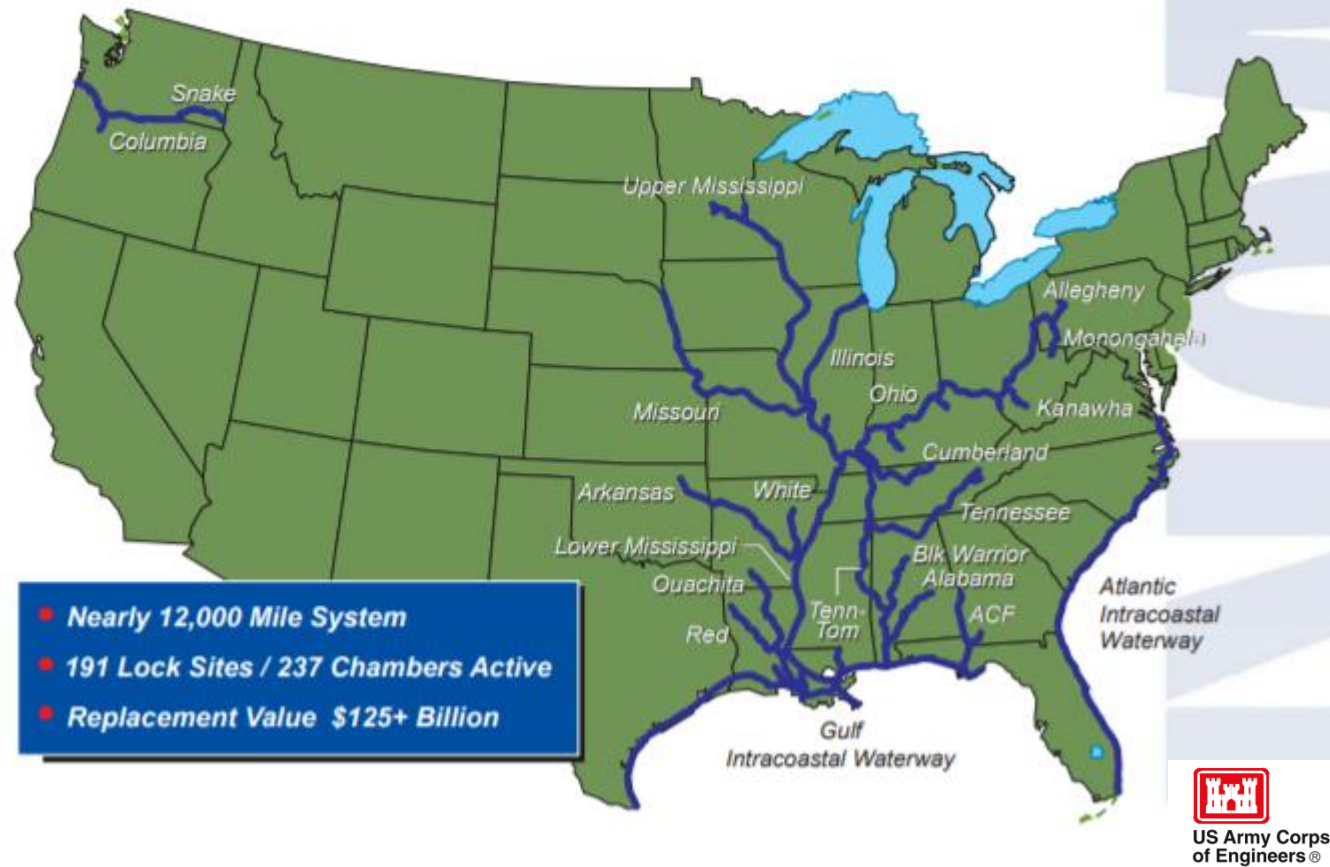 Snake
Columbia
Upper Mississippi
Allegheny
Monongahela
Illinois
Ohio
Missouri
Kanawha
Cumberland
Arkansas
White
Tennessee
Lower Mississippi
Blk Warrior
Alabama
Ouachita
Tenn-
Tom
ACF
Red
Atlantic
Intracoastal
Waterway
Nearly 12,000 Mile System
191 Lock Sites / 237 Chambers Active
Replacement Value $125+ Billion
Gulf
Intracoastal Waterway
US Army Corps
of Engineers ®